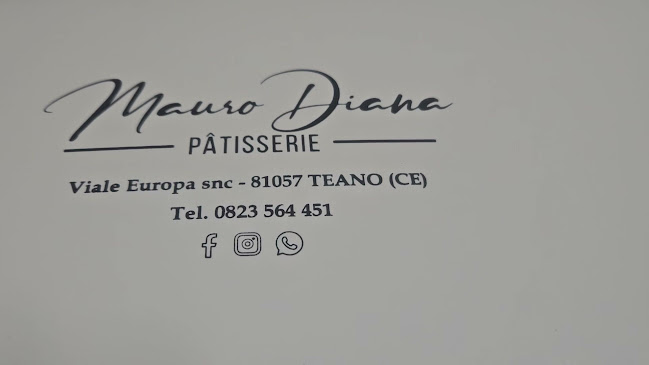 Mauro Diana
PÂTISSERIE
Viale Europa snc - 81057 TEANO (CE)
Tel. 0823 564 451